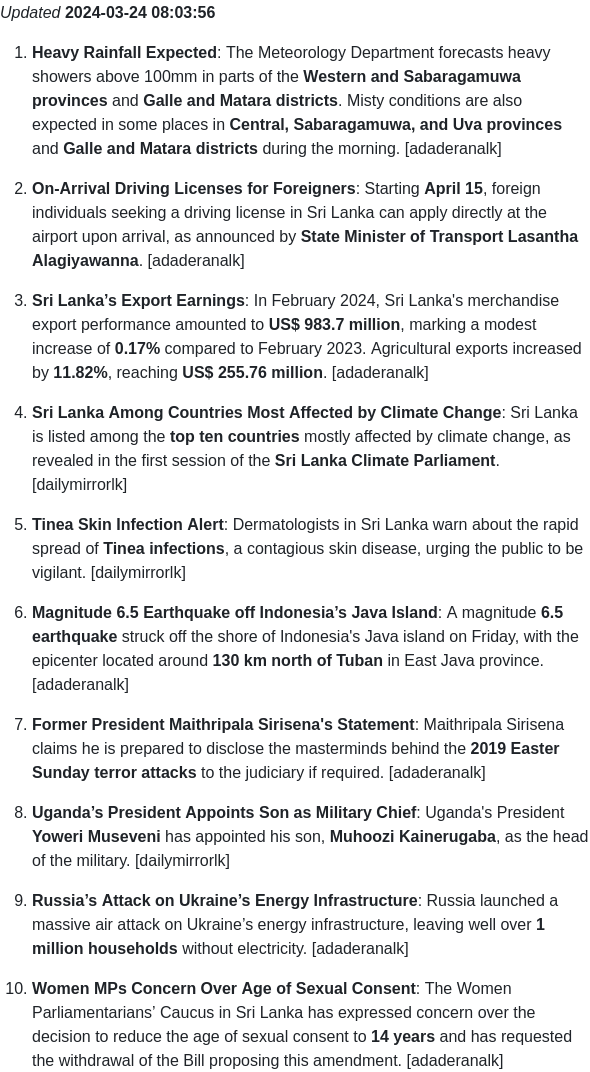 Updated 2024-03-24 08:03:56
1. Heavy Rainfall Expected: The Meteorology Department forecasts heavy
showers above 100mm in parts of the Western and Sabaragamuwa
provinces and Galle and Matara districts. Misty conditions are also
expected in some places in Central, Sabaragamuwa, and Uva provinces
and Galle and Matara districts during the morning. [adaderanalk]
2. On-Arrival Driving Licenses for Foreigners: Starting April 15, foreign
individuals seeking a driving license in Sri Lanka can apply directly at the
airport upon arrival, as announced by State Minister of Transport Lasantha
Alagiyawanna. [adaderanalk]
3. Sri Lanka’s Export Earnings: In February 2024, Sri Lanka's merchandise
export performance amounted to US$ 983.7 million, marking a modest
increase of 0.17% compared to February 2023. Agricultural exports increased
by 11.82%, reaching US$ 255.76 million. [adaderanalk]
4. Sri Lanka Among Countries Most Affected by Climate Change: Sri Lanka
is listed among the top ten countries mostly affected by climate change, as
revealed in the first session of the Sri Lanka Climate Parliament.
[dailymirrorlk]
5. Tinea Skin Infection Alert: Dermatologists in Sri Lanka warn about the rapid
spread of Tinea infections, a contagious skin disease, urging the public to be
vigilant. [dailymirrorlk]
6. Magnitude 6.5 Earthquake off Indonesia’s Java Island: A magnitude 6.5
earthquake struck off the shore of Indonesia's Java island on Friday, with the
epicenter located around 130 km north of Tuban in East Java province.
[adaderanalk]
7. Former President Maithripala Sirisena's Statement: Maithripala Sirisena
claims he is prepared to disclose the masterminds behind the 2019 Easter
Sunday terror attacks to the judiciary if required. [adaderanalk]
8. Uganda’s President Appoints Son as Military Chief: Uganda's President
Yoweri Museveni has appointed his son, Muhoozi Kainerugaba, as the head
of the military. [dailymirrorlk]
9. Russia’s Attack on Ukraine’s Energy Infrastructure: Russia launched a
massive air attack on Ukraine’s energy infrastructure, leaving well over 1
million households without electricity. [adaderanalk]
10. Women MPs Concern Over Age of Sexual Consent: The Women
Parliamentarians’ Caucus in Sri Lanka has expressed concern over the
decision to reduce the age of sexual consent to 14 years and has requested
the withdrawal of the Bill proposing this amendment. [adaderanalk]